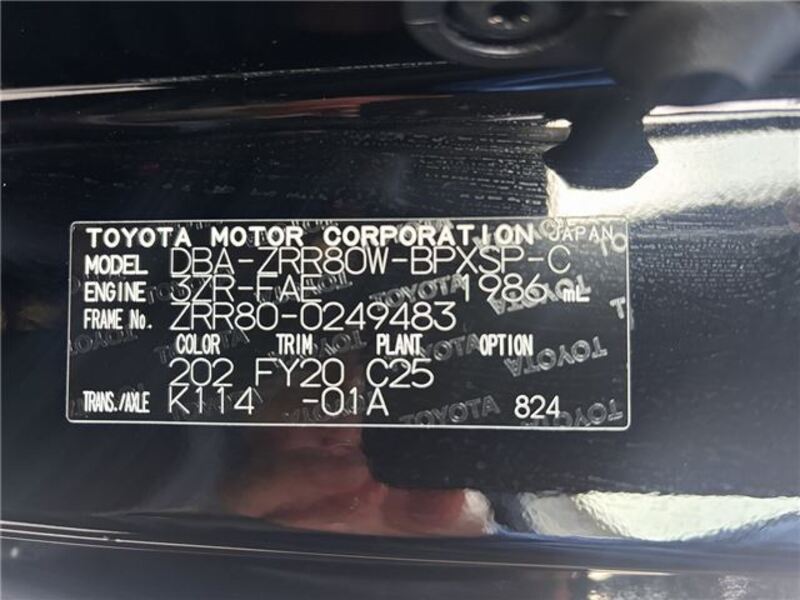 TOYOTA MOTOR CORPORATION JAPAN
MODEL DBA-ZRR80W-BPXSP-C
ENGINE 3ZR-FAE 1986 mL
FRAME No. ZRR80-0249483
COLOR TRIM PLANT OPTION
202 FY20 C25
TRANS./AXLE K114 -01A 824